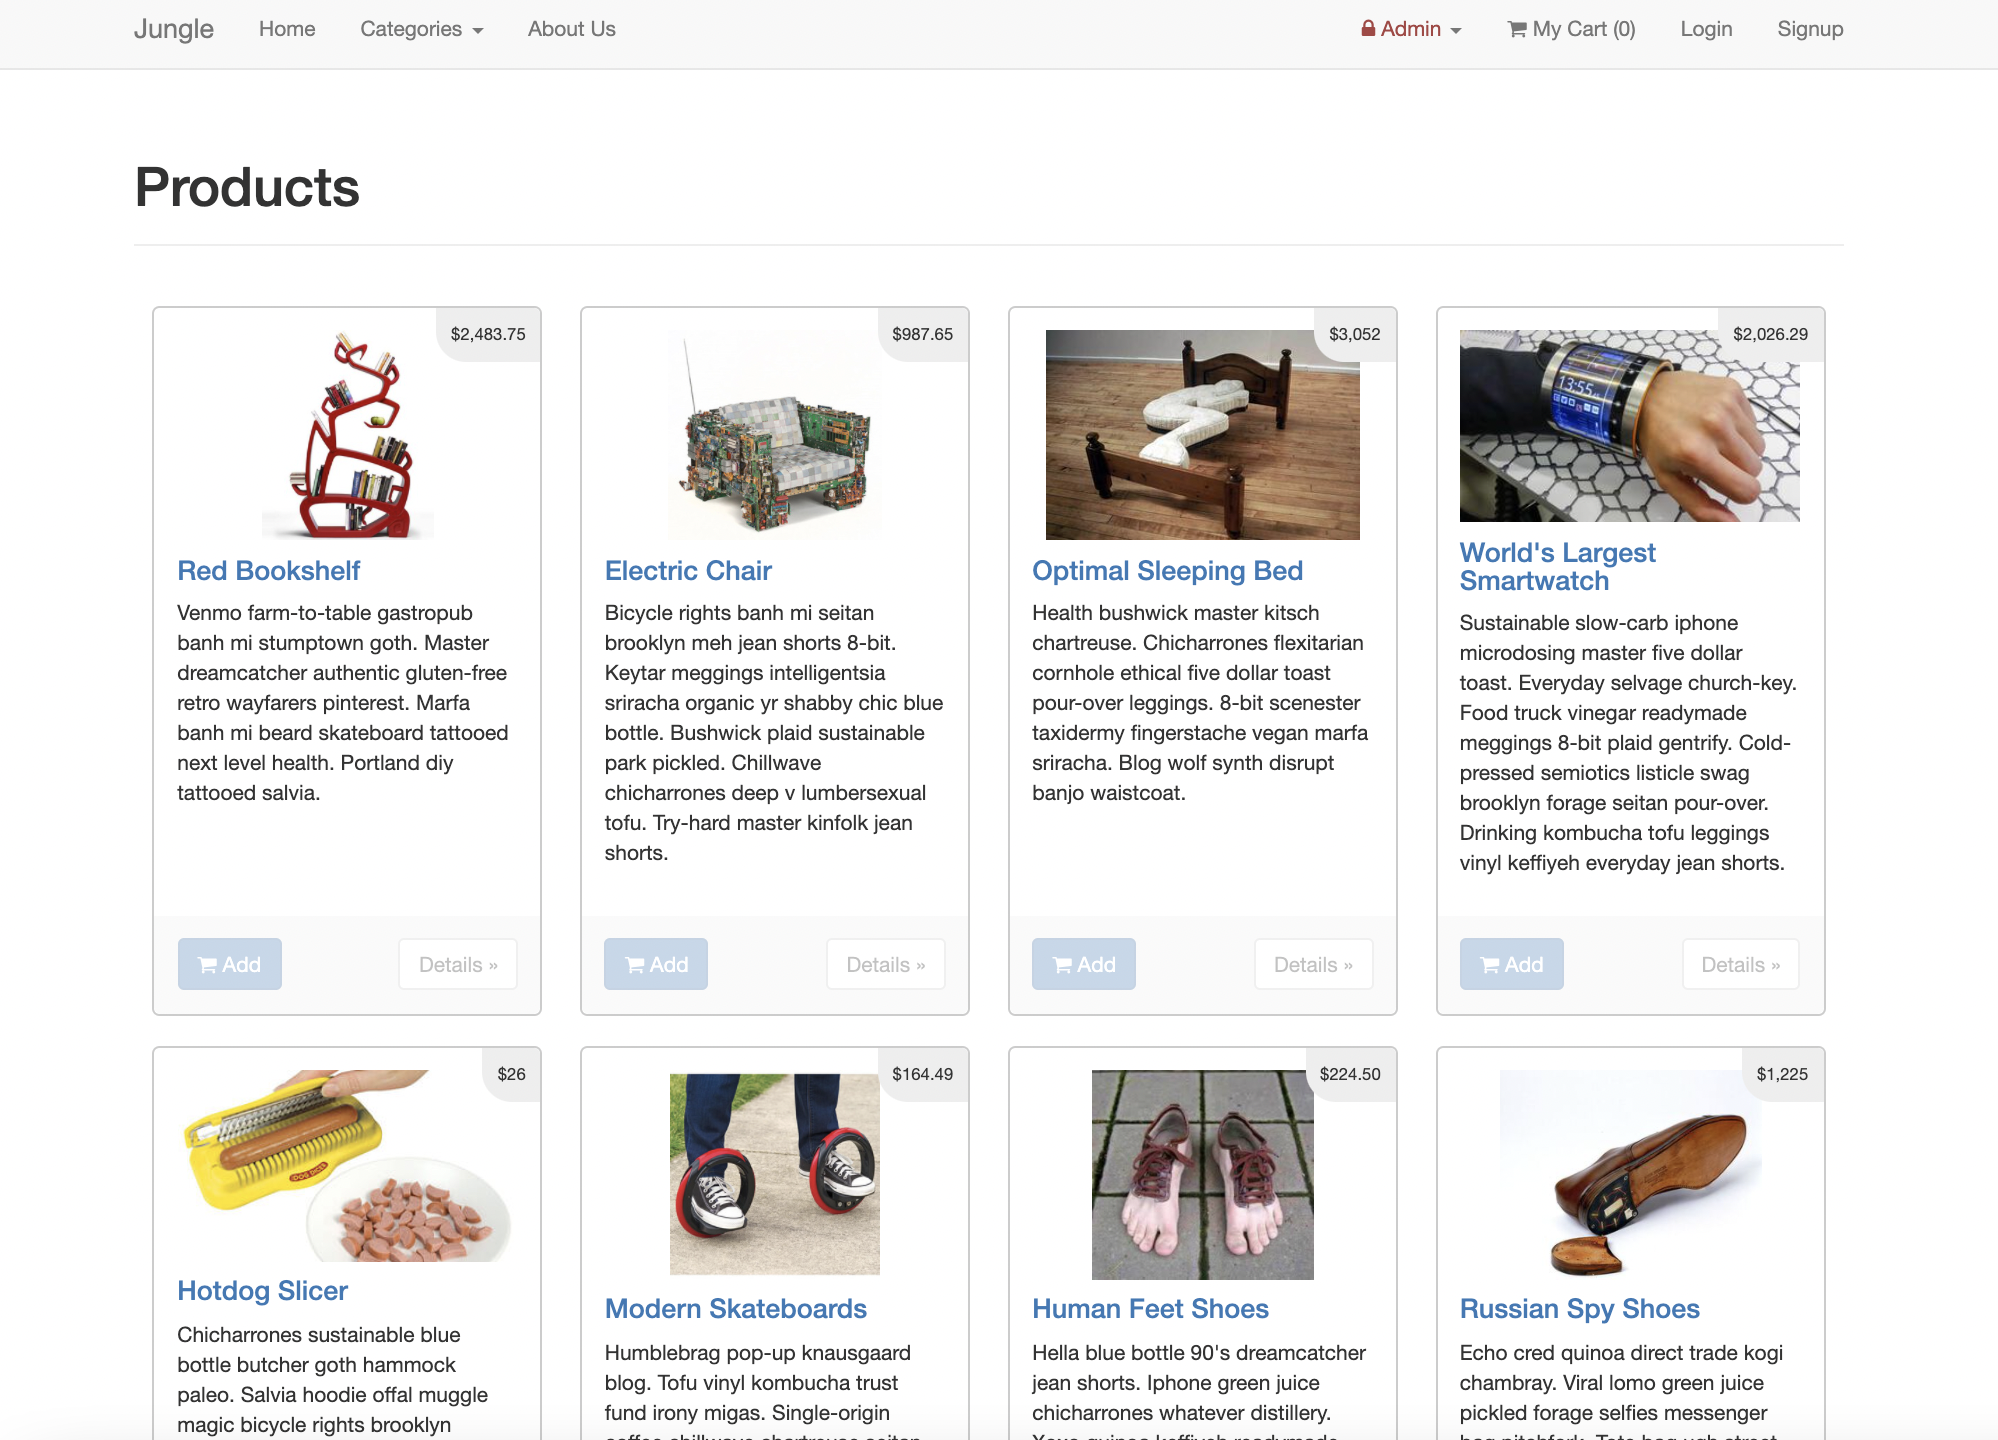 Jungle Home Categories About Us Admin My Cart (0) Login Signup
Products
$2,483.75
Red Bookshelf
Venmo farm-to-table gastropub
banh mi stumptown goth. Master
dreamcatcher authentic gluten-free
retro wayfarers pinterest. Marfa
banh mi beard skateboard tattooed
next level health. Portland diy
tattooed salvia.
Add Details »
$987.65
Electric Chair
Bicycle rights banh mi seitan
brooklyn meh jean shorts 8-bit.
Keytar meggings intelligentsia
sriracha organic yr shabby chic blue
bottle. Bushwick plaid sustainable
park pickled. Chillwave
chicharrones deep v lumbersexual
tofu. Try-hard master kinfolk jean
shorts.
Add Details »
$3,052
Optimal Sleeping Bed
Health bushwick master kitsch
chartreuse. Chicharrones flexitarian
cornhole ethical five dollar toast
pour-over leggings. 8-bit scenester
taxidermy fingerstache vegan marfa
sriracha. Blog wolf synth disrupt
banjo waistcoat.
Add Details »
$2,026.29
13:55
World's Largest
Smartwatch
Sustainable slow-carb iphone
microdosing master five dollar
toast. Everyday selvage church-key.
Food truck vinegar readymade
meggings 8-bit plaid gentrify. Cold-
pressed semiotics listicle swag
brooklyn forage seitan pour-over.
Drinking kombucha tofu leggings
vinyl keffiyeh everyday jean shorts.
Add Details »
$26
Hotdog Slicer
Chicharrones sustainable blue
bottle butcher goth hammock
paleo. Salvia hoodie offal muggle
magic bicycle rights brooklyn
$164.49
Modern Skateboards
Humblebrag pop-up knausgaard
blog. Tofu vinyl kombucha trust
fund irony migas. Single-origin
$224.50
Human Feet Shoes
Hella blue bottle 90's dreamcatcher
jean shorts. Iphone green juice
chicharrones whatever distillery.
$1,225
Russian Spy Shoes
Echo cred quinoa direct trade kogi
chambray. Viral lomo green juice
pickled forage selfies messenger